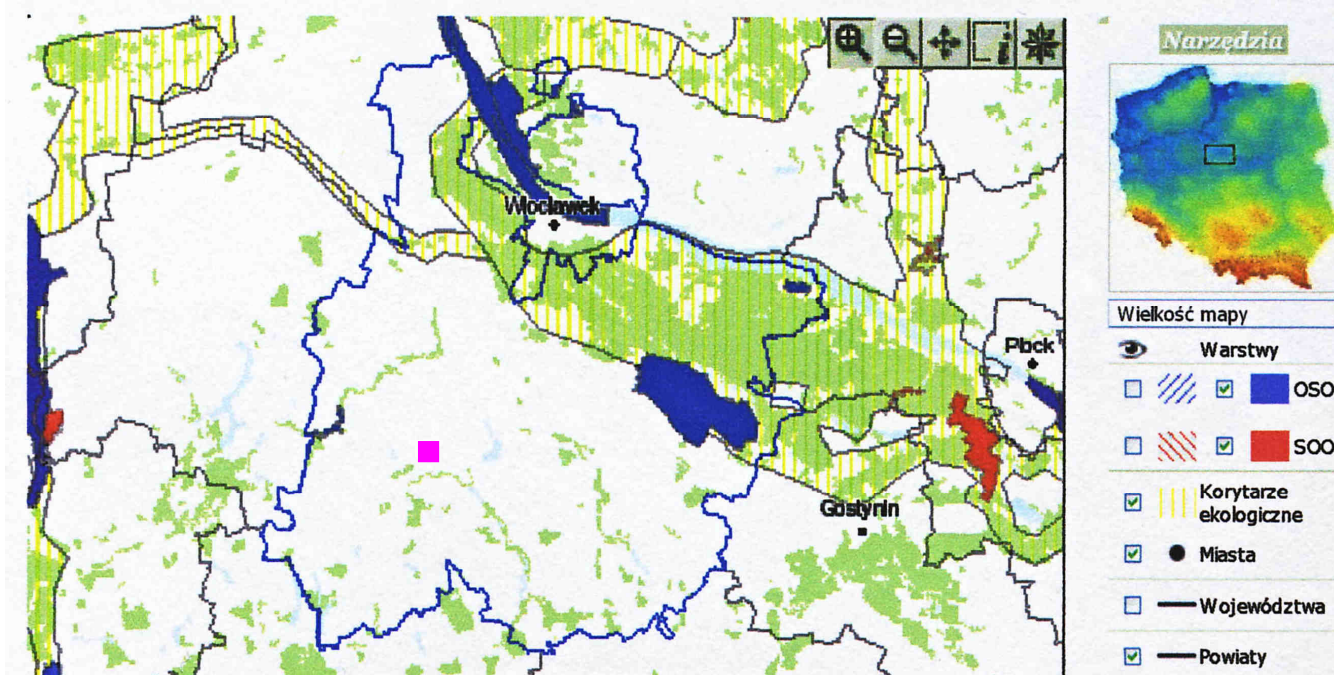 Narzędzia
Włocławek
Płock
Gostynin
Wielkość mapy
Warstwy
OSO
SOO
Korytarze
ekologiczne
Miasta
Województwa
Powiaty